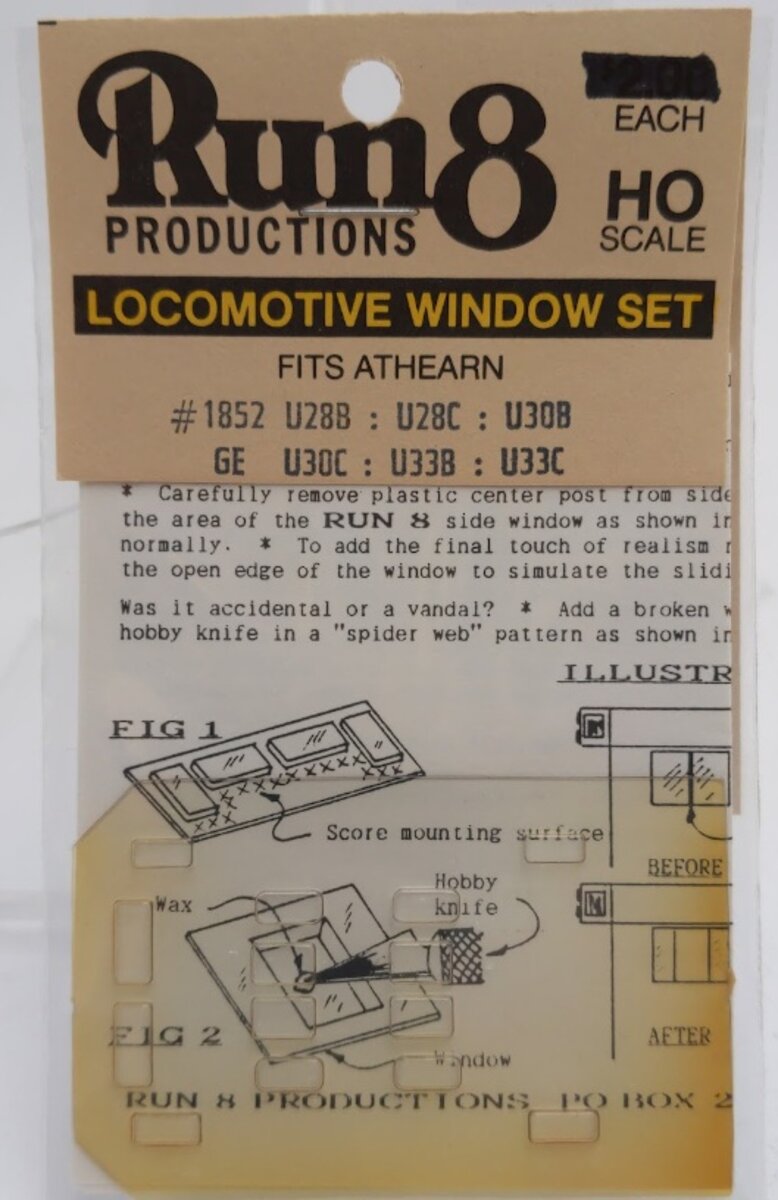 Run 8
PRODUCTIONS
$2.00
EACH
HO
SCALE
LOCOMOTIVE WINDOW SET
FITS ATHEARN
#1852 U28B : U28C : U30B
GE U30C : U33B : U33C
* Carefully remove plastic center post from side
the area of the RUN 8 side window as shown in
normally. * To add the final touch of realism
the open edge of the window to simulate the
Was it accidental or a vandal? * Add a broken
hobby knife in a "spider web" pattern as shown in
FIG 1
Score mounting surface
BEFORE
Wax
Hobby
knife
FIG 2
Window
AFTER
RUN 8 PRODUCTIONS PO BOX 2